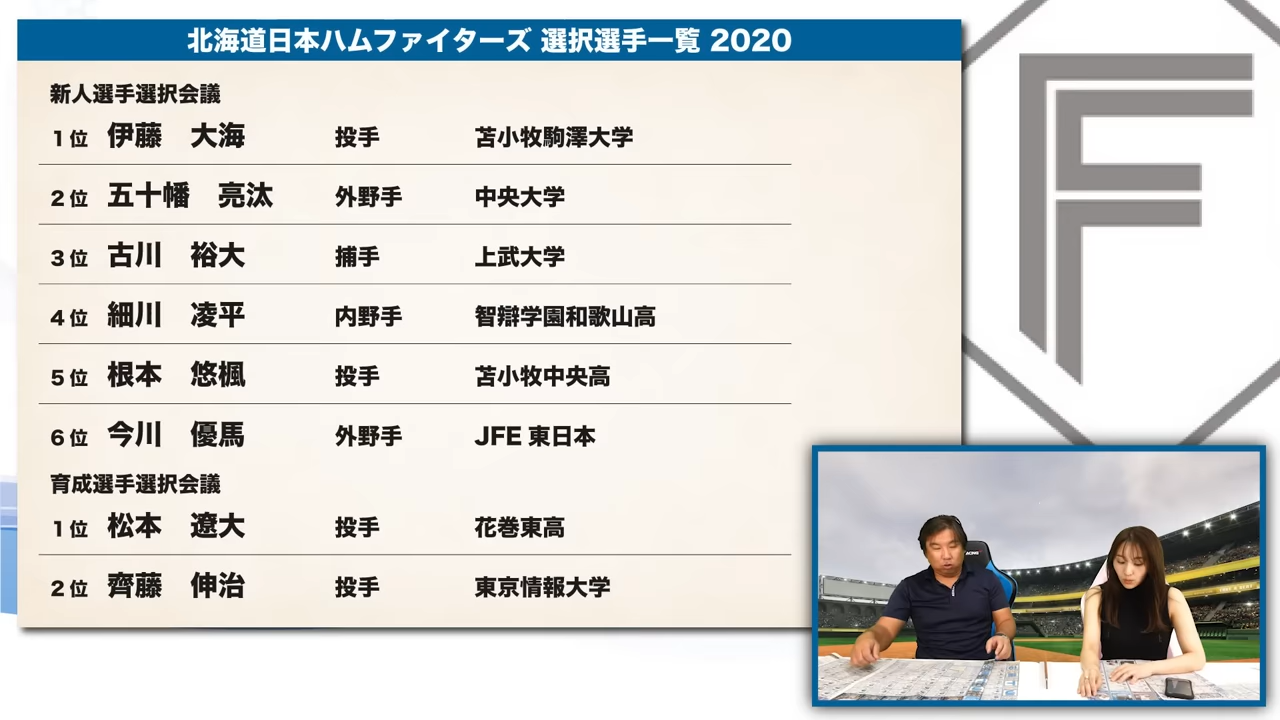 北海道日本ハムファイターズ 選択選手一覧 2020
新人選手選択会議
1位 伊藤 大海 投手 苫小牧駒澤大学
2位 五十幡 亮汰 外野手 中央大学
3位 古川 裕大 捕手 上武大学
4位 細川 凌平 内野手 智辯学園和歌山高
5位 根本 悠楓 投手 苫小牧中央高
6位 今川 優馬 外野手 JFE 東日本
育成選手選択会議
1位 松本 遼大 投手 花巻東高
2位 齊藤 伸治 投手 東京情報大学
F